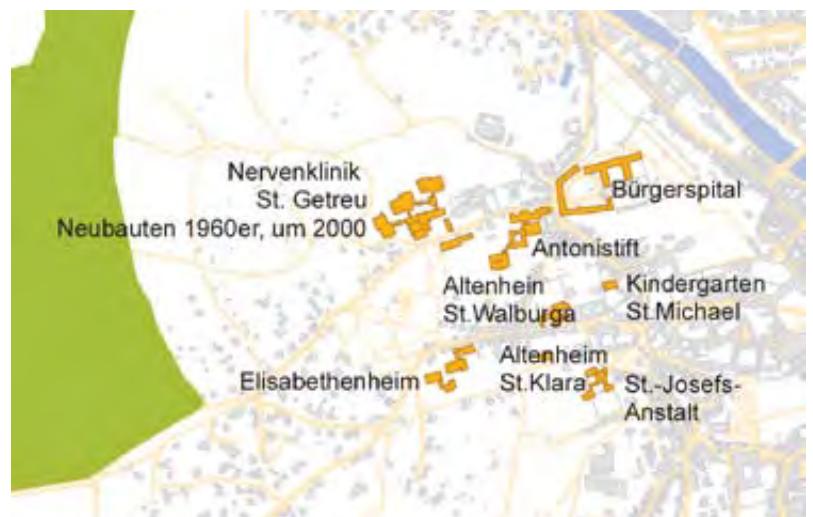 Nervenklinik
St. Getreu
Neubauten 1960er, um 2000
Bürgerspital
Antonistift
Altenhein
St.Walburga
Kindergarten
St.Michael
Elisabethenheim
Altenheim
St.Klara
St.-Josefs-
Anstalt